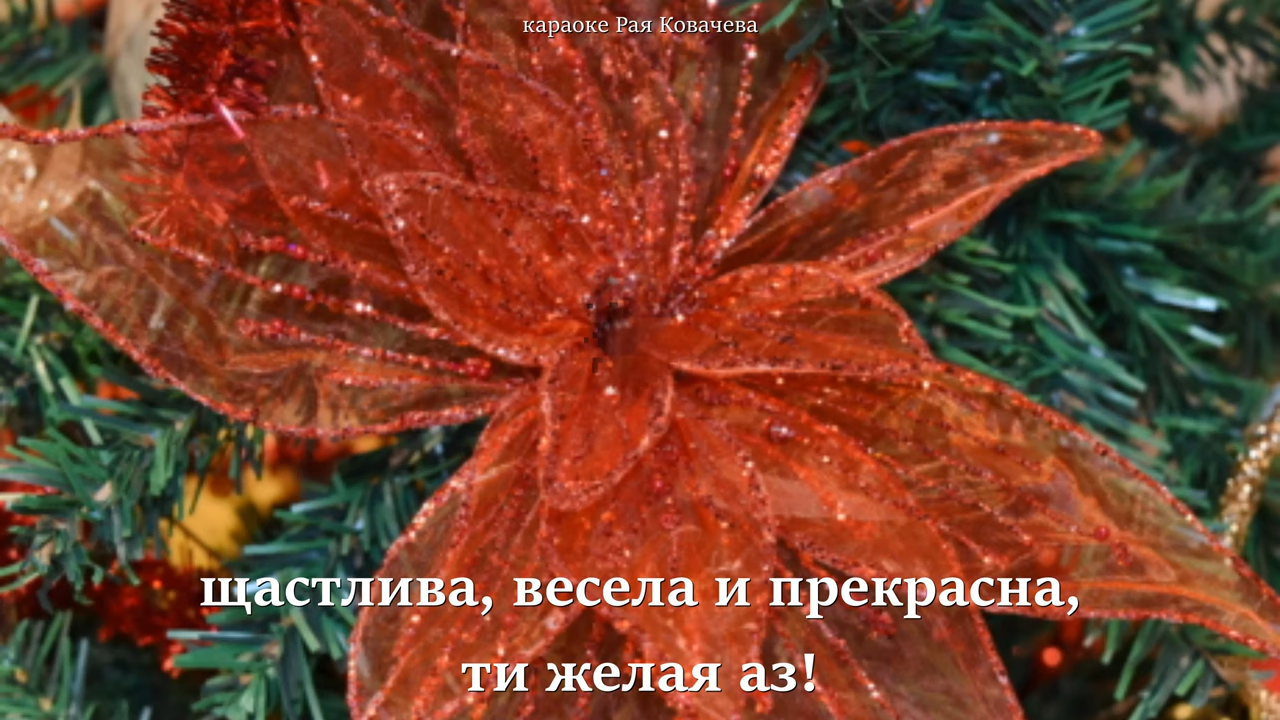 караоке Рая Ковачева
щастлива, весела и прекрасна,
ти желая аз!